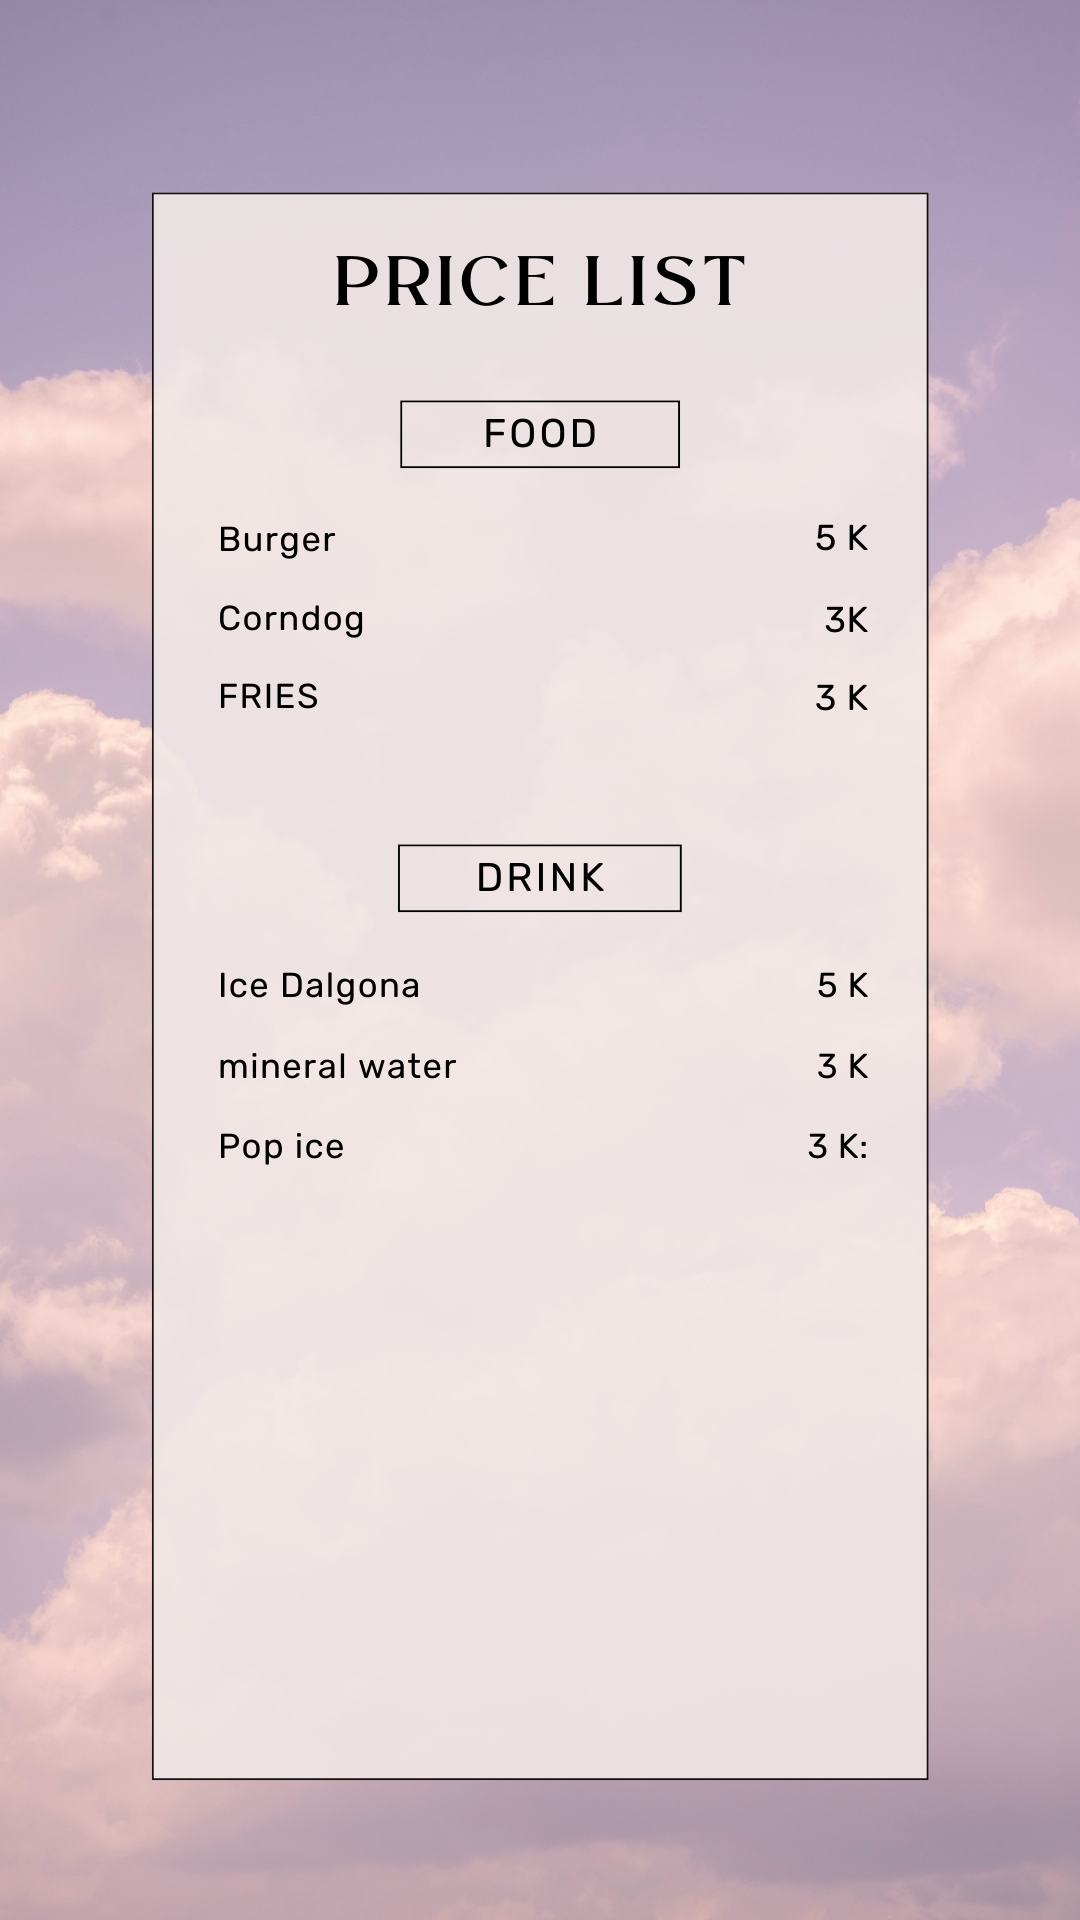 PRICE LIST
FOOD
Burger 5 K
Corndog 3K
FRIES 3 K
DRINK
Ice Dalgona 5 K
mineral water 3 K
Pop ice 3 K: